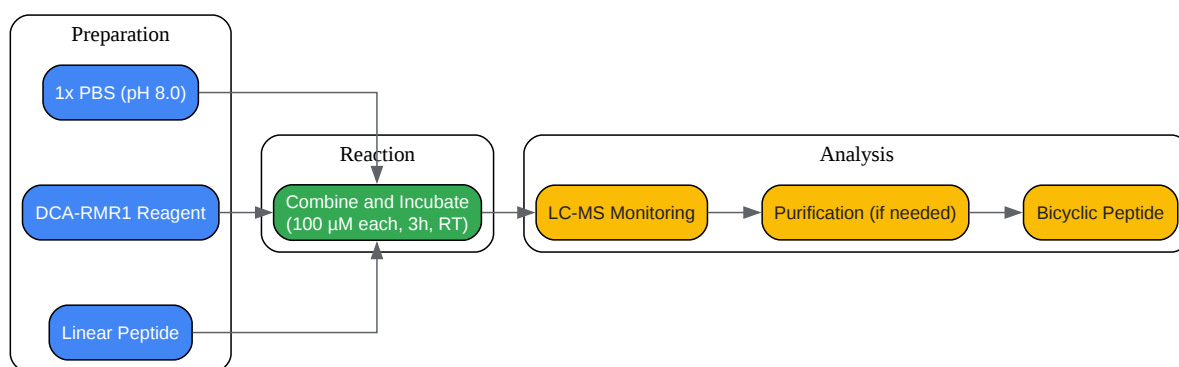 Preparation
1x PBS (pH 8.0)
DCA-RMR1 Reagent
Linear Peptide
Reaction
Combine and Incubate
(100 µM each, 3h, RT)
Analysis
LC-MS Monitoring
Purification (if needed)
Bicyclic Peptide